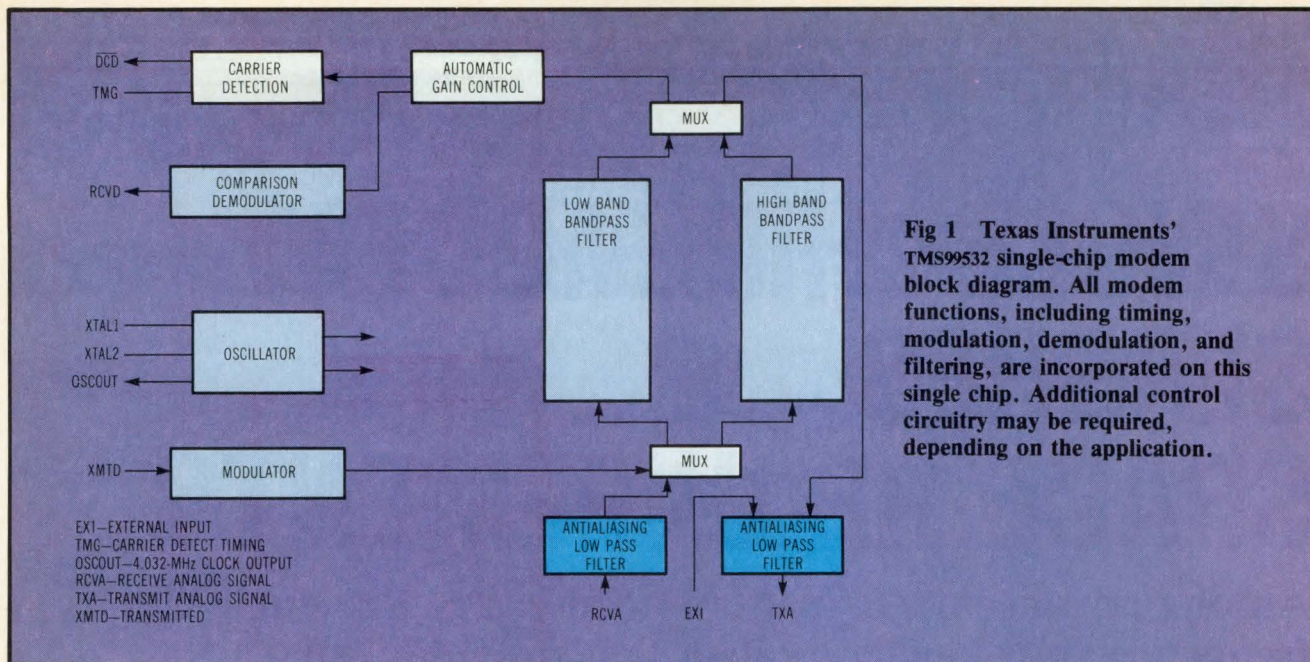 DCD
TMG
CARRIER
DETECTION
AUTOMATIC
GAIN CONTROL
MUX
RCVD
COMPARISON
DEMODULATOR
LOW BAND
BANDPASS
FILTER
HIGH BAND
BANDPASS
FILTER
XTAL1
XTAL2
OSCOUT
OSCILLATOR
XMTD
MODULATOR
MUX
ANTIALIASING
LOW PASS
FILTER
ANTIALIASING
LOW PASS
FILTER
RCVA
EXI
TXA
EXI—EXTERNAL INPUT
TMG—CARRIER DETECT TIMING
OSCOUT—4.032-MHz CLOCK OUTPUT
RCVA—RECEIVE ANALOG SIGNAL
TXA—TRANSMIT ANALOG SIGNAL
XMTD—TRANSMITTED
Fig 1 Texas Instruments'
TMS99532 single-chip modem
block diagram. All modem
functions, including timing,
modulation, demodulation, and
filtering, are incorporated on this
single chip. Additional control
circuitry may be required,
depending on the application.